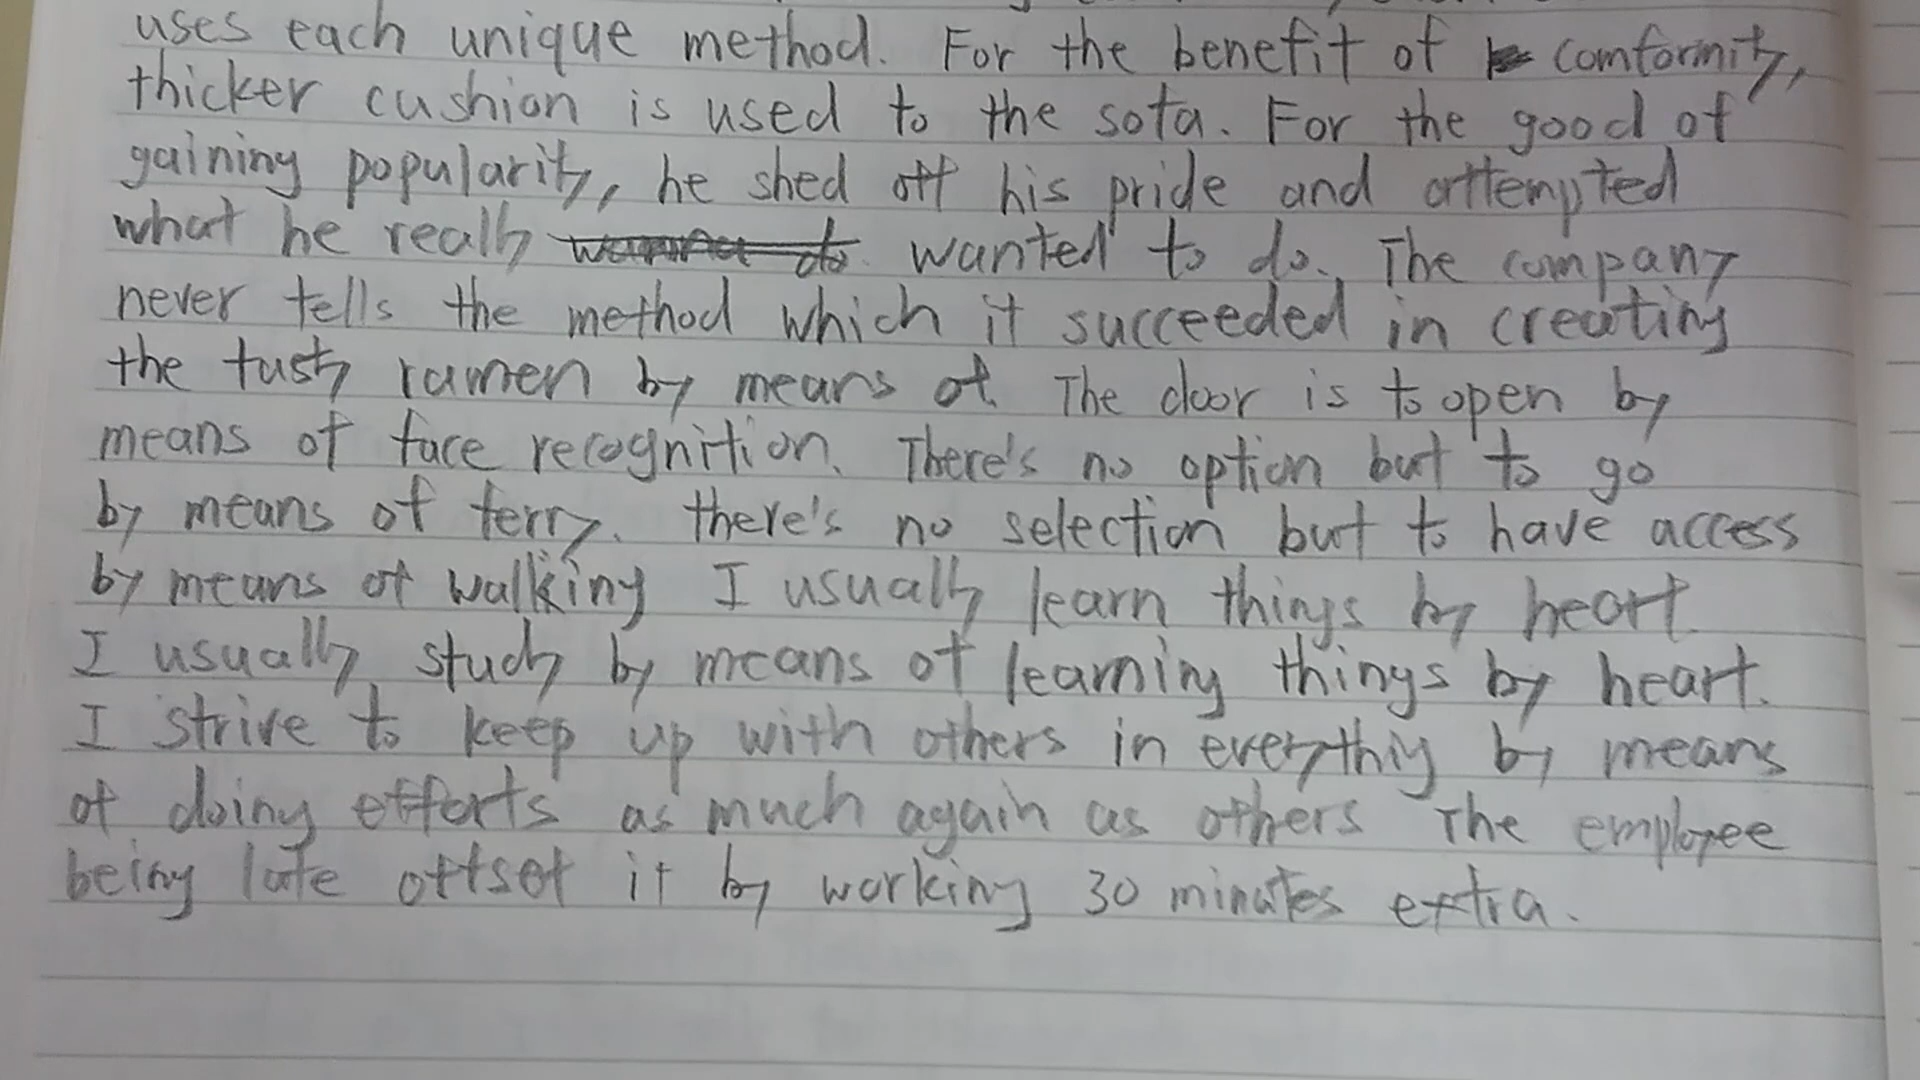 uses each unique method. For the benefit of comformity,
thicker cushion is used to the sofa. For the good of
gaining popularity, he shed off his pride and attempted
what he really wanna do wanted to do. The company
never tells the method which it succeeded in creating
the tasty ramen by means of. The door is to open by
means of face recognition. There's no option but to go
by means of ferry. there's no selection but to have access
by means of walking I usually learn things by heart
I usually study by means of learning things by heart.
I strive to keep up with others in everythig by means
of doing efforts as much again as others The employee
being late offset it by working 30 minutes extra.